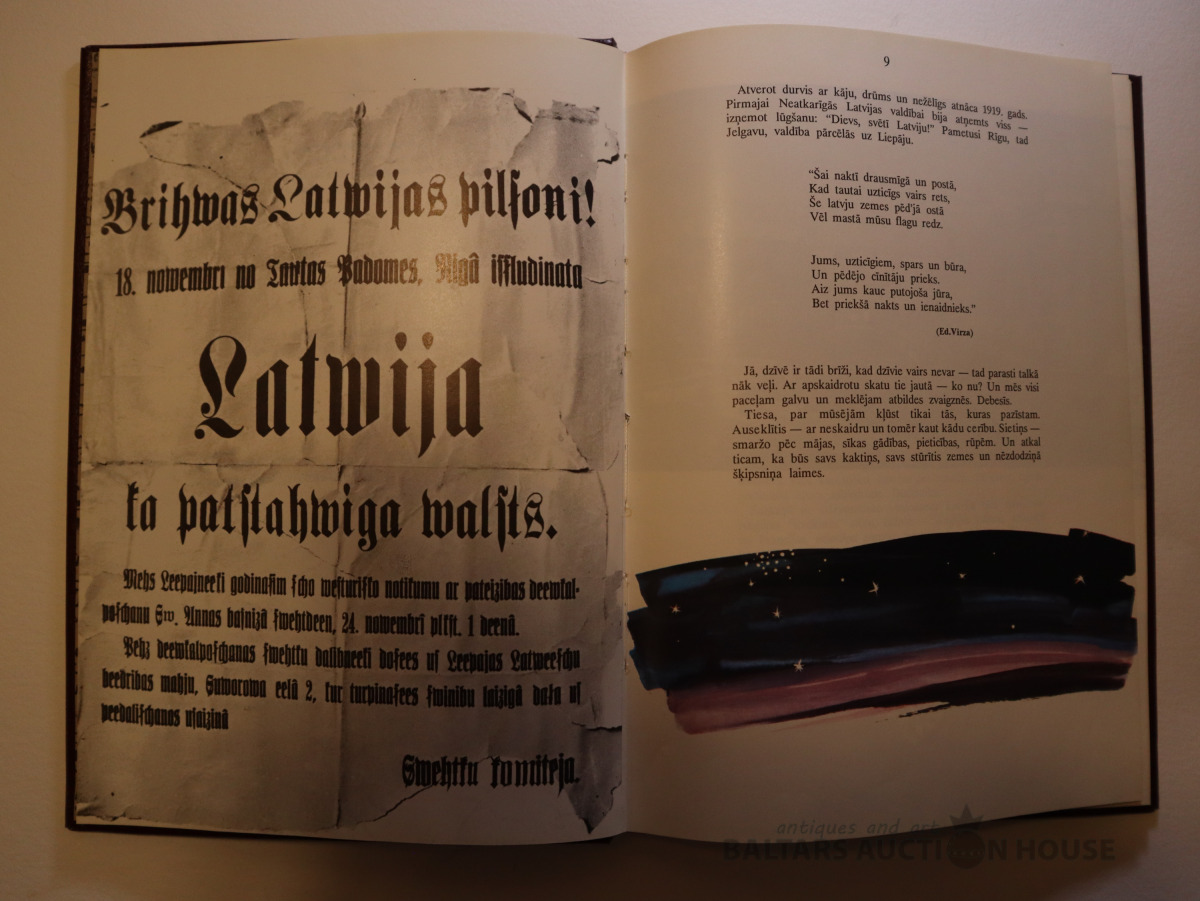 Brihwas Latwijas pilsoni!
18. nowembri no Tautas Padomes, Rigâ issludinata
Latwija
ka patstahwiga walsts.
Mehs Leepajneeki godinasim scho westurisko notikumu ar pateizibas deewkal-
poschanu Sw. Annas basnizâ swehtdeen, 24. nowembrî plkst. 1 deenâ.
Pehz deewkalposchanas swehtku dalibneeki dosees us Leepajas Latweeschu
beedribas mahju, Suworowa eelâ 2, kur turpinasees swinibu laizigâ daļa us
peedalischanos usaizinâ
Swehtku komiteja.
9
Atverot durvis ar kāju, drūms un nežēlīgs atnāca 1919. gads.
Pirmajai Neatkarīgās Latvijas valdībai bija atņemts viss —
izņemot lūgšanu: “Dievs, svētī Latviju!” Pametusi Rīgu, tad
Jelgavu, valdība pārcēlās uz Liepāju.
“Šai naktī drausmīgā un postā,
Kad tautai uzticīgs vairs rets,
Še latvju zemes pēd'jā ostā
Vēl mastā mūsu flagu redz.
Jums, uzticīgiem, spars un būra,
Un pēdējo cīnītāju prieks.
Aiz jums kauc putojoša jūra,
Bet priekšā nakts un ienaidnieks.”
(Ed.Virza)
Jā, dzīvē ir tādi brīži, kad dzīvie vairs nevar — tad parasti talkā
nāk veļi. Ar apskaidrotu skatu tie jautā — ko nu? Un mēs visi
paceļam galvu un meklējam atbildes zvaigznēs. Debesīs.
Tiesa, par mūsējām kļūst tikai tās, kuras pazīstam.
Auseklītis — ar neskaidru un tomēr kaut kādu cerību. Sietiņš —
smaržo pēc mājas, sīkas gādības, pieticības, rūpēm. Un atkal
ticam, ka būs savs kaktiņš, savs stūrītis zemes un nēzdodziņā
šķipsniņa laimes.
antiques and art
BALTARS AUCTION HOUSE